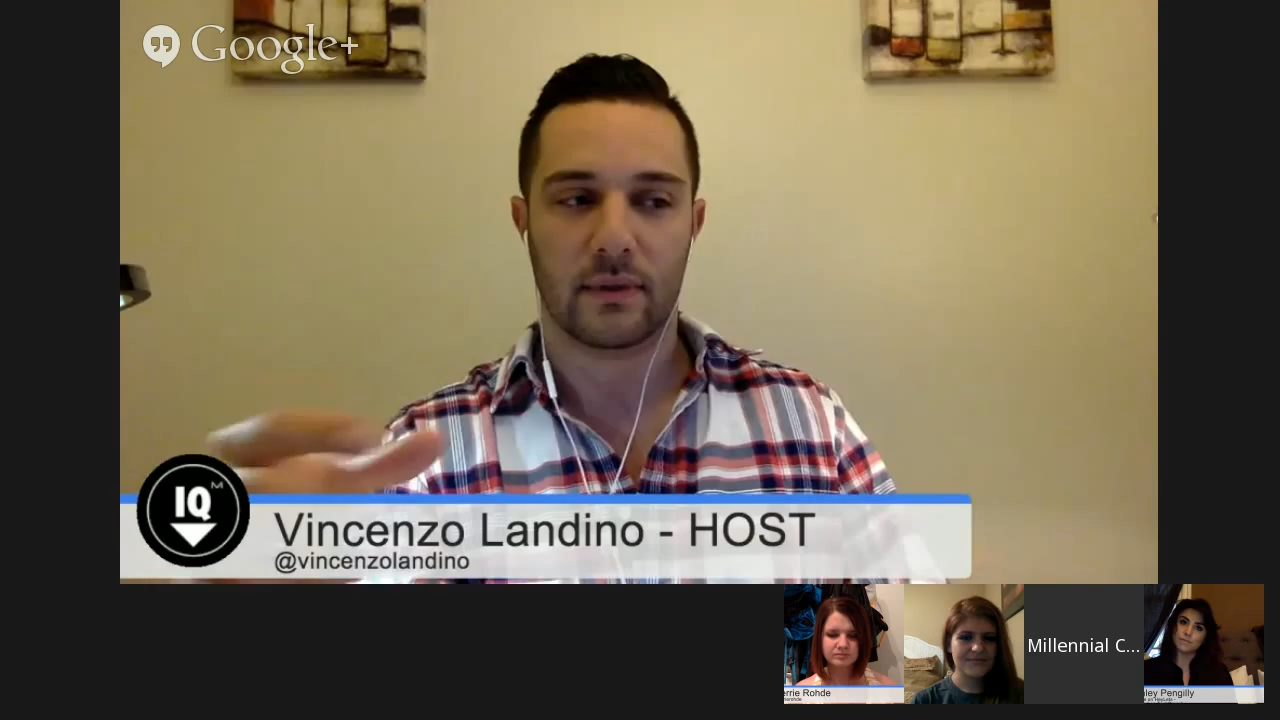 Google+
IQ M
Vincenzo Landino - HOST
@vincenzolandino
Millennial C...
errie Rohde
ley Pengilly